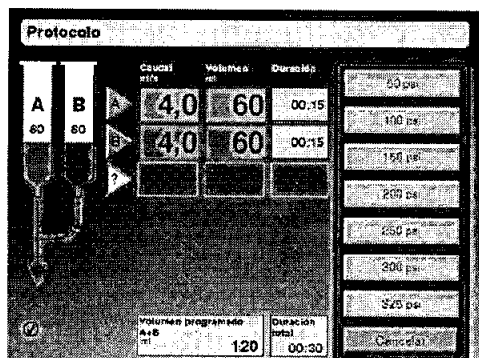 Protocolo
Caudal Volumen Duración
ml/s ml
A B
60 60
A 4,0 60 00:15
B 4,0 60 00:15
?
50 psi
100 psi
150 psi
200 psi
250 psi
300 psi
325 psi
Cancelar
Volumen programado
A+B
ml 120
Duración
total
00:30